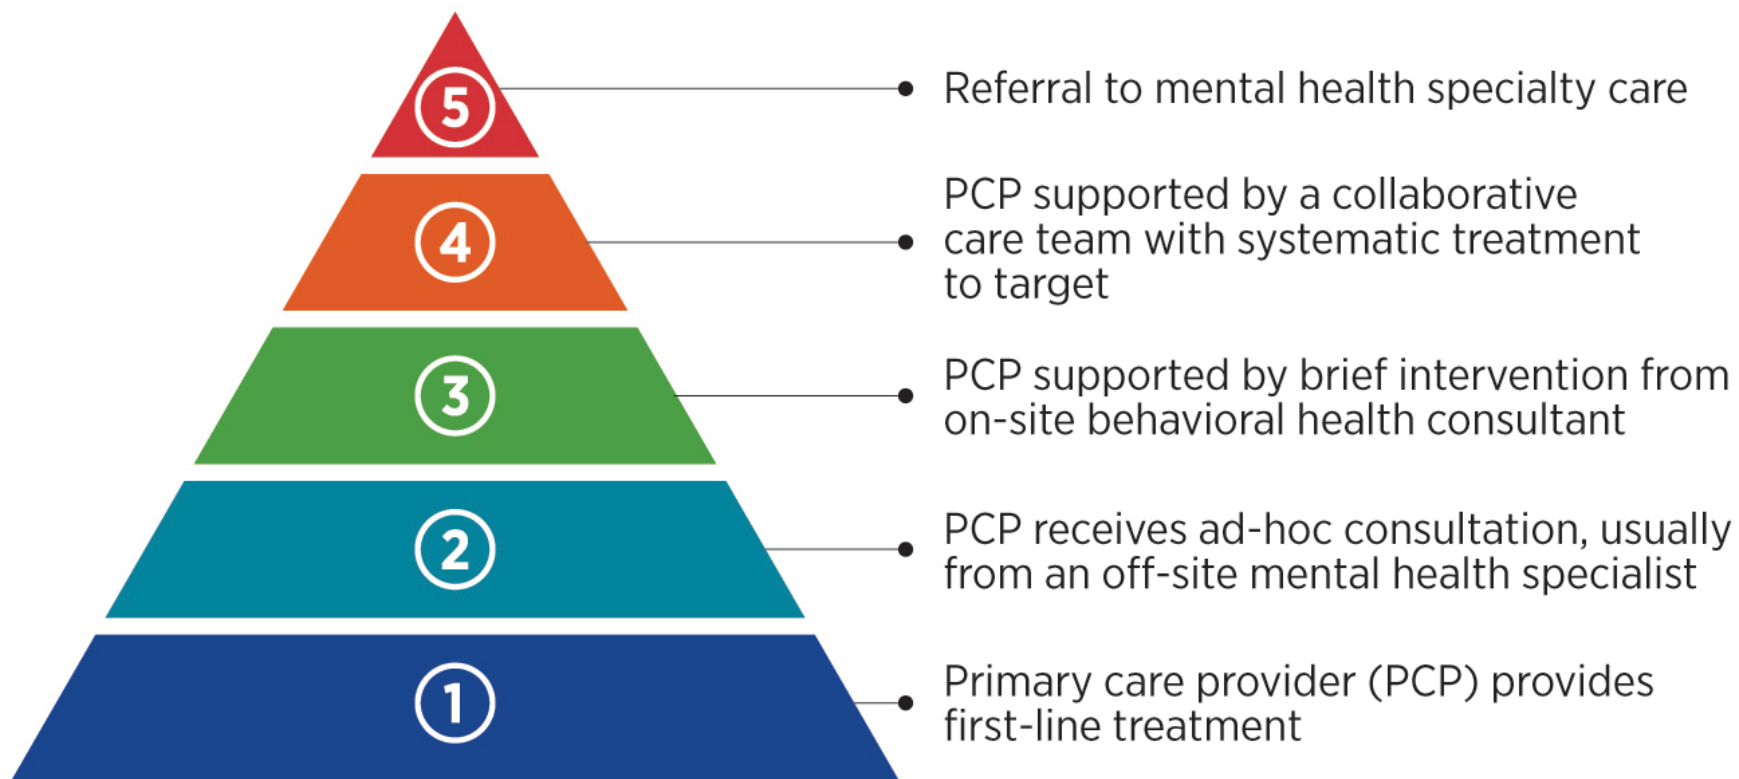 5
Referral to mental health specialty care
4
PCP supported by a collaborative
care team with systematic treatment
to target
3
PCP supported by brief intervention from
on-site behavioral health consultant
2
PCP receives ad-hoc consultation, usually
from an off-site mental health specialist
1
Primary care provider (PCP) provides
first-line treatment